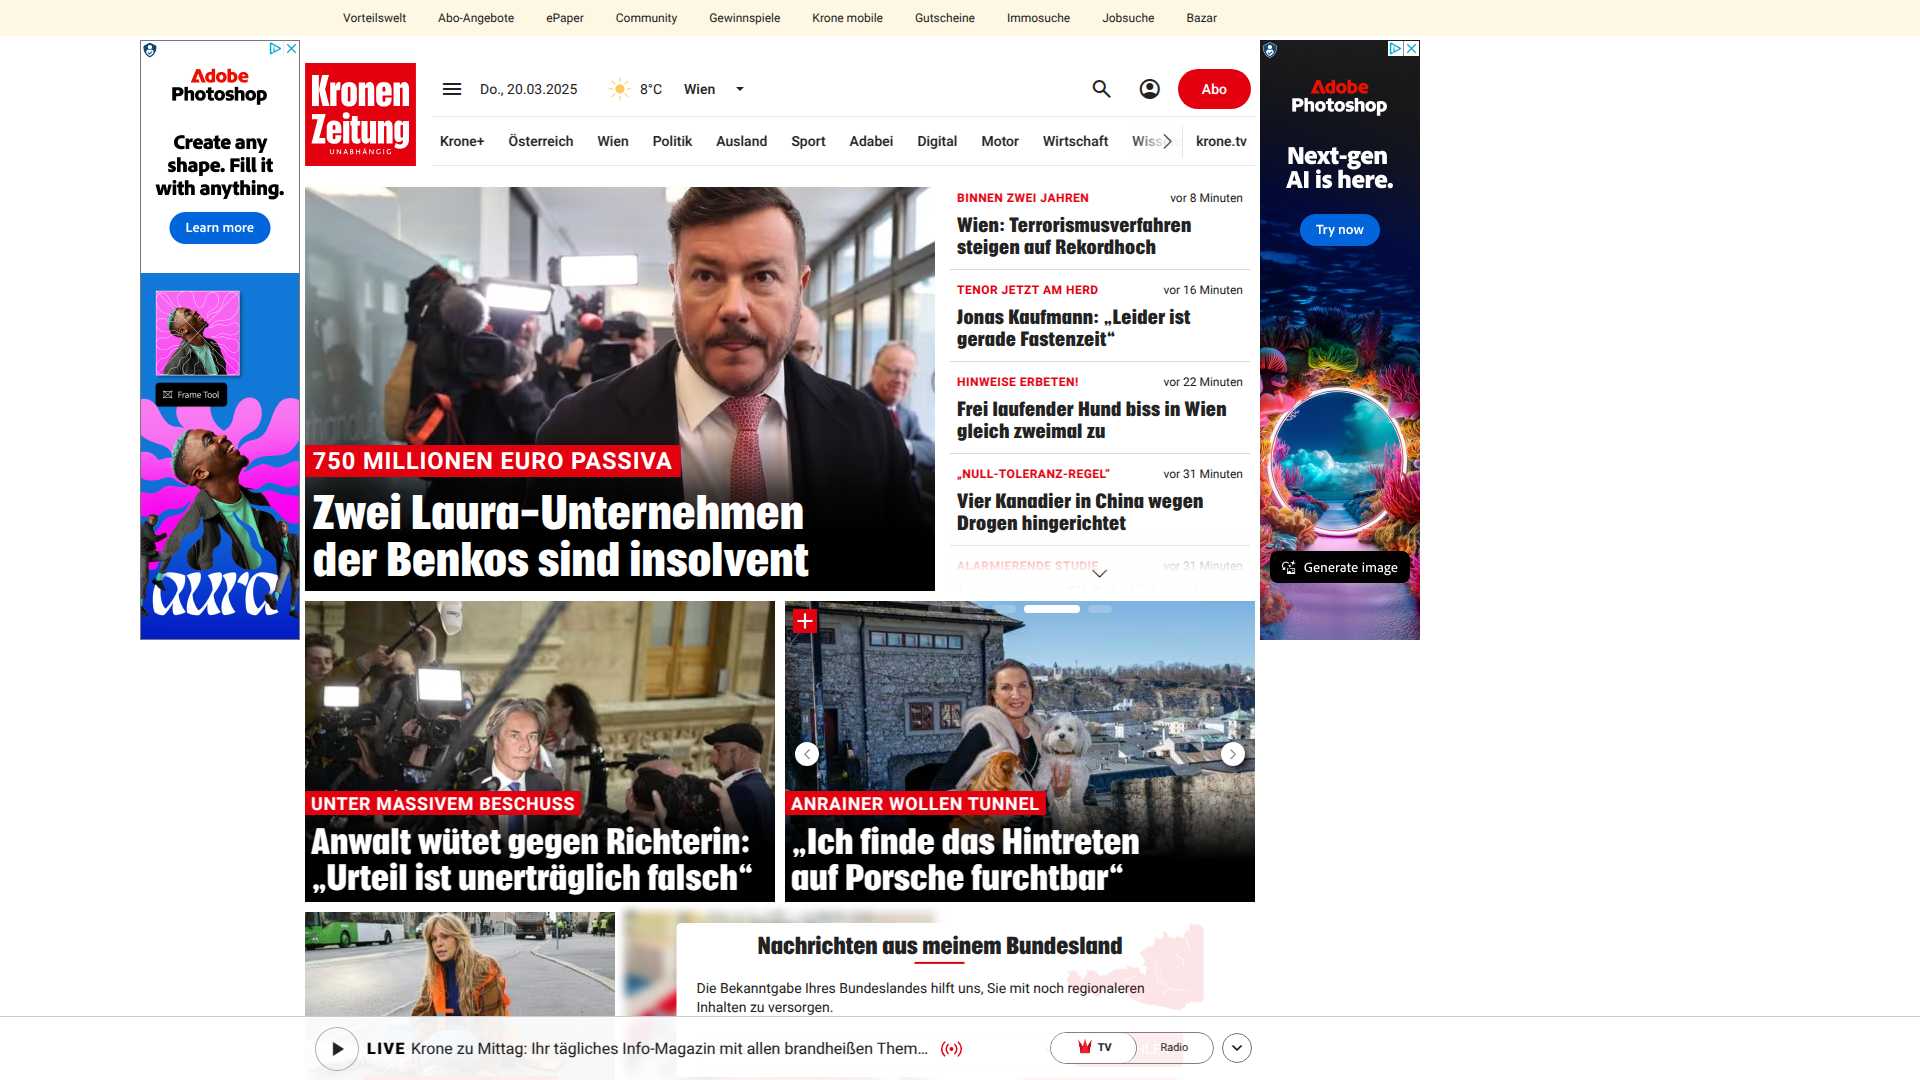 Vorteilswelt Abo-Angebote ePaper Community Gewinnspiele Krone mobile Gutscheine Immosuche Jobsuche Bazar
Adobe
Photoshop
Create any
shape. Fill it
with anything.
Learn more
Frame Tool
aura
Kronen
Zeitung
UNABHÄNGIG
Do., 20.03.2025 8°C Wien
Abo
Krone+ Österreich Wien Politik Ausland Sport Adabei Digital Motor Wirtschaft Wiss krone.tv
750 MILLIONEN EURO PASSIVA
Zwei Laura-Unternehmen
der Benkos sind insolvent
BINNEN ZWEI JAHREN vor 8 Minuten
Wien: Terrorismusverfahren
steigen auf Rekordhoch
TENOR JETZT AM HERD vor 16 Minuten
Jonas Kaufmann: „Leider ist
gerade Fastenzeit“
HINWEISE ERBETEN! vor 22 Minuten
Frei laufender Hund biss in Wien
gleich zweimal zu
„NULL-TOLERANZ-REGEL“ vor 31 Minuten
Vier Kanadier in China wegen
Drogen hingerichtet
ALARMIERENDE STUDIE vor 31 Minuten
Adobe
Photoshop
Next-gen
AI is here.
Try now
Generate image
UNTER MASSIVEM BESCHUSS
Anwalt wütet gegen Richterin:
„Urteil ist unerträglich falsch“
ANRAINER WOLLEN TUNNEL
„Ich finde das Hintreten
auf Porsche furchtbar“
Nachrichten aus meinem Bundesland
Die Bekanntgabe Ihres Bundeslandes hilft uns, Sie mit noch regionaleren
Inhalten zu versorgen.
LIVE Krone zu Mittag: Ihr tägliches Info-Magazin mit allen brandheißen Them...
TV Radio